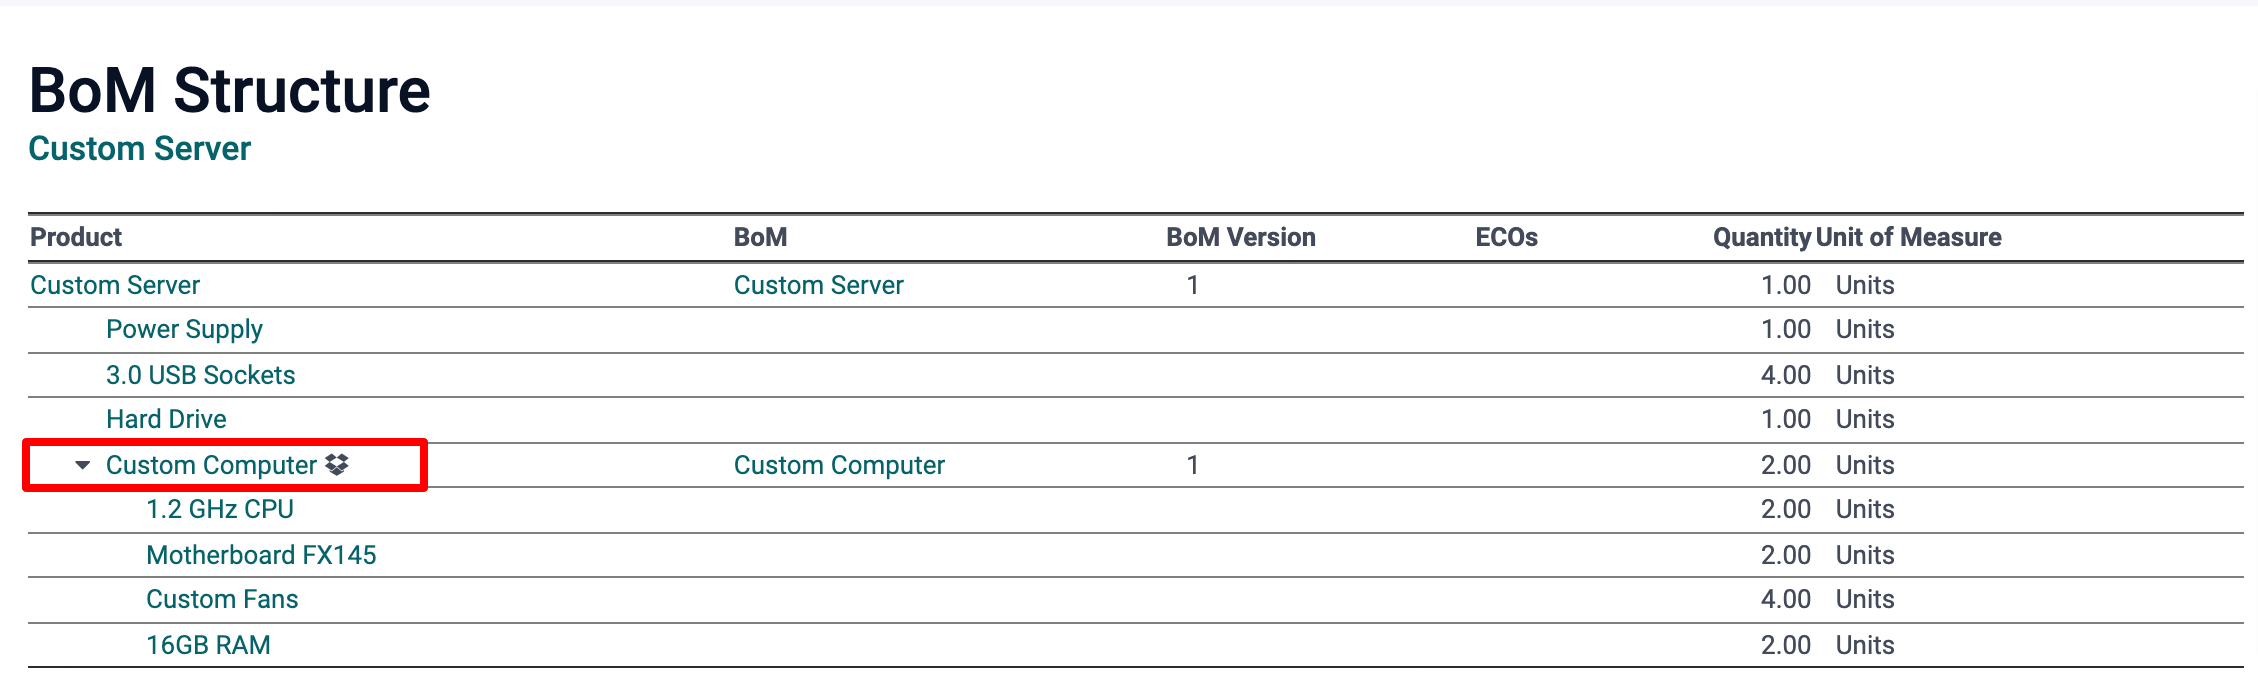 BoM Structure
Custom Server
Product BoM BoM Version ECOs Quantity Unit of Measure
Custom Server Custom Server 1 1.00 Units
Power Supply 1.00 Units
3.0 USB Sockets 4.00 Units
Hard Drive 1.00 Units
Custom Computer Custom Computer 1 2.00 Units
1.2 GHz CPU 2.00 Units
Motherboard FX145 2.00 Units
Custom Fans 4.00 Units
16GB RAM 2.00 Units